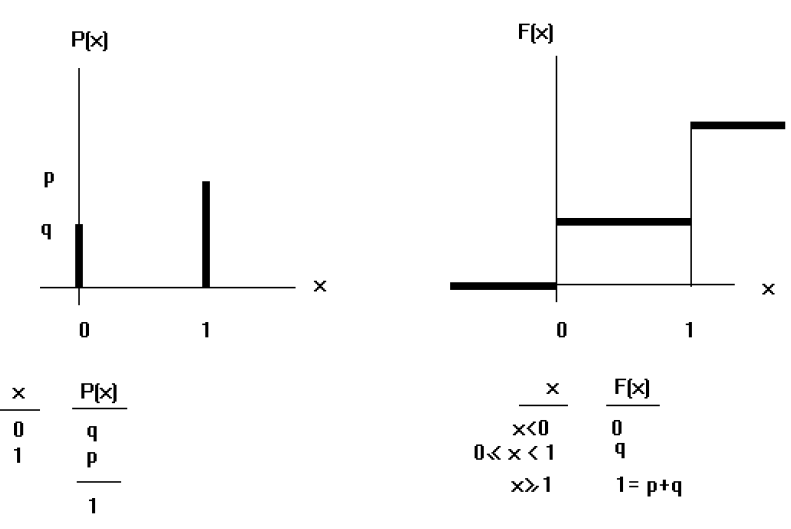 P(x)
p
q
x
0 1
x P(x)
0 q
1 p
1
F(x)
x
0 1
x F(x)
x<0 0
0⩽x<1 q
x⩾1 1= p+q